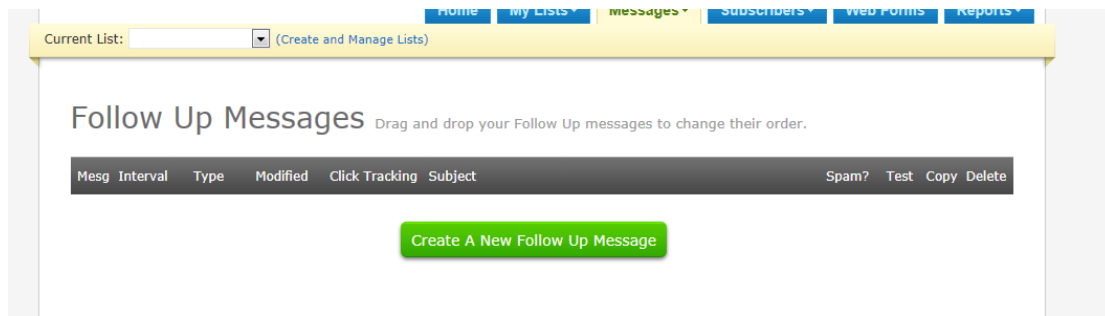 Home My Lists Messages Subscribers Web Forms Reports
Current List: (Create and Manage Lists)
Follow Up Messages Drag and drop your Follow Up messages to change their order.
Mesg Interval Type Modified Click Tracking Subject Spam? Test Copy Delete
Create A New Follow Up Message